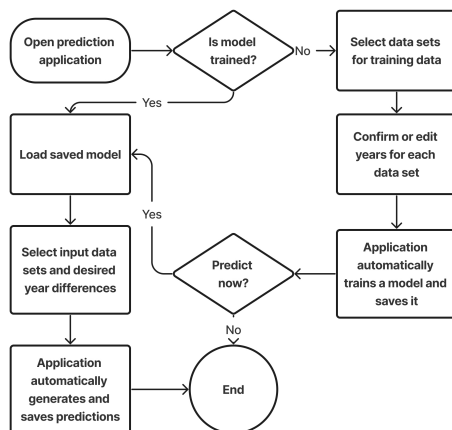 Open prediction
application
Is model
trained?
No
Select data sets
for training data
Yes
Load saved model
Confirm or edit
years for each
data set
Yes
Select input data
sets and desired
year differences
Predict
now?
Application
automatically
trains a model and
saves it
No
Application
automatically
generates and
saves predictions
End